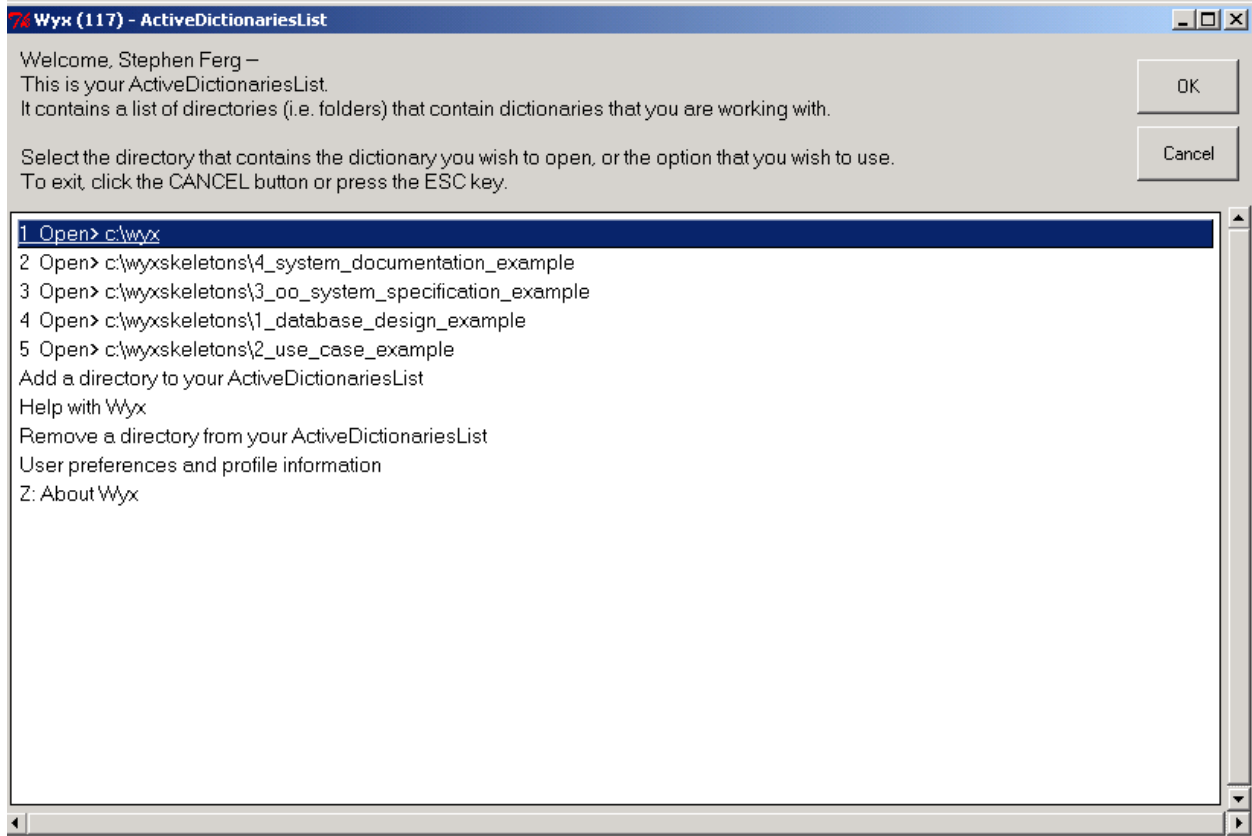 Wyx (117) - ActiveDictionariesList
Welcome, Stephen Ferg --
This is your ActiveDictionariesList.
It contains a list of directories (i.e. folders) that contain dictionaries that you are working with.
OK
Select the directory that contains the dictionary you wish to open, or the option that you wish to use.
To exit, click the CANCEL button or press the ESC key.
Cancel
1 Open> c:\wyx
2 Open> c:\wyxskeletons\4_system_documentation_example
3 Open> c:\wyxskeletons\3_oo_system_specification_example
4 Open> c:\wyxskeletons\1_database_design_example
5 Open> c:\wyxskeletons\2_use_case_example
Add a directory to your ActiveDictionariesList
Help with Wyx
Remove a directory from your ActiveDictionariesList
User preferences and profile information
Z: About Wyx